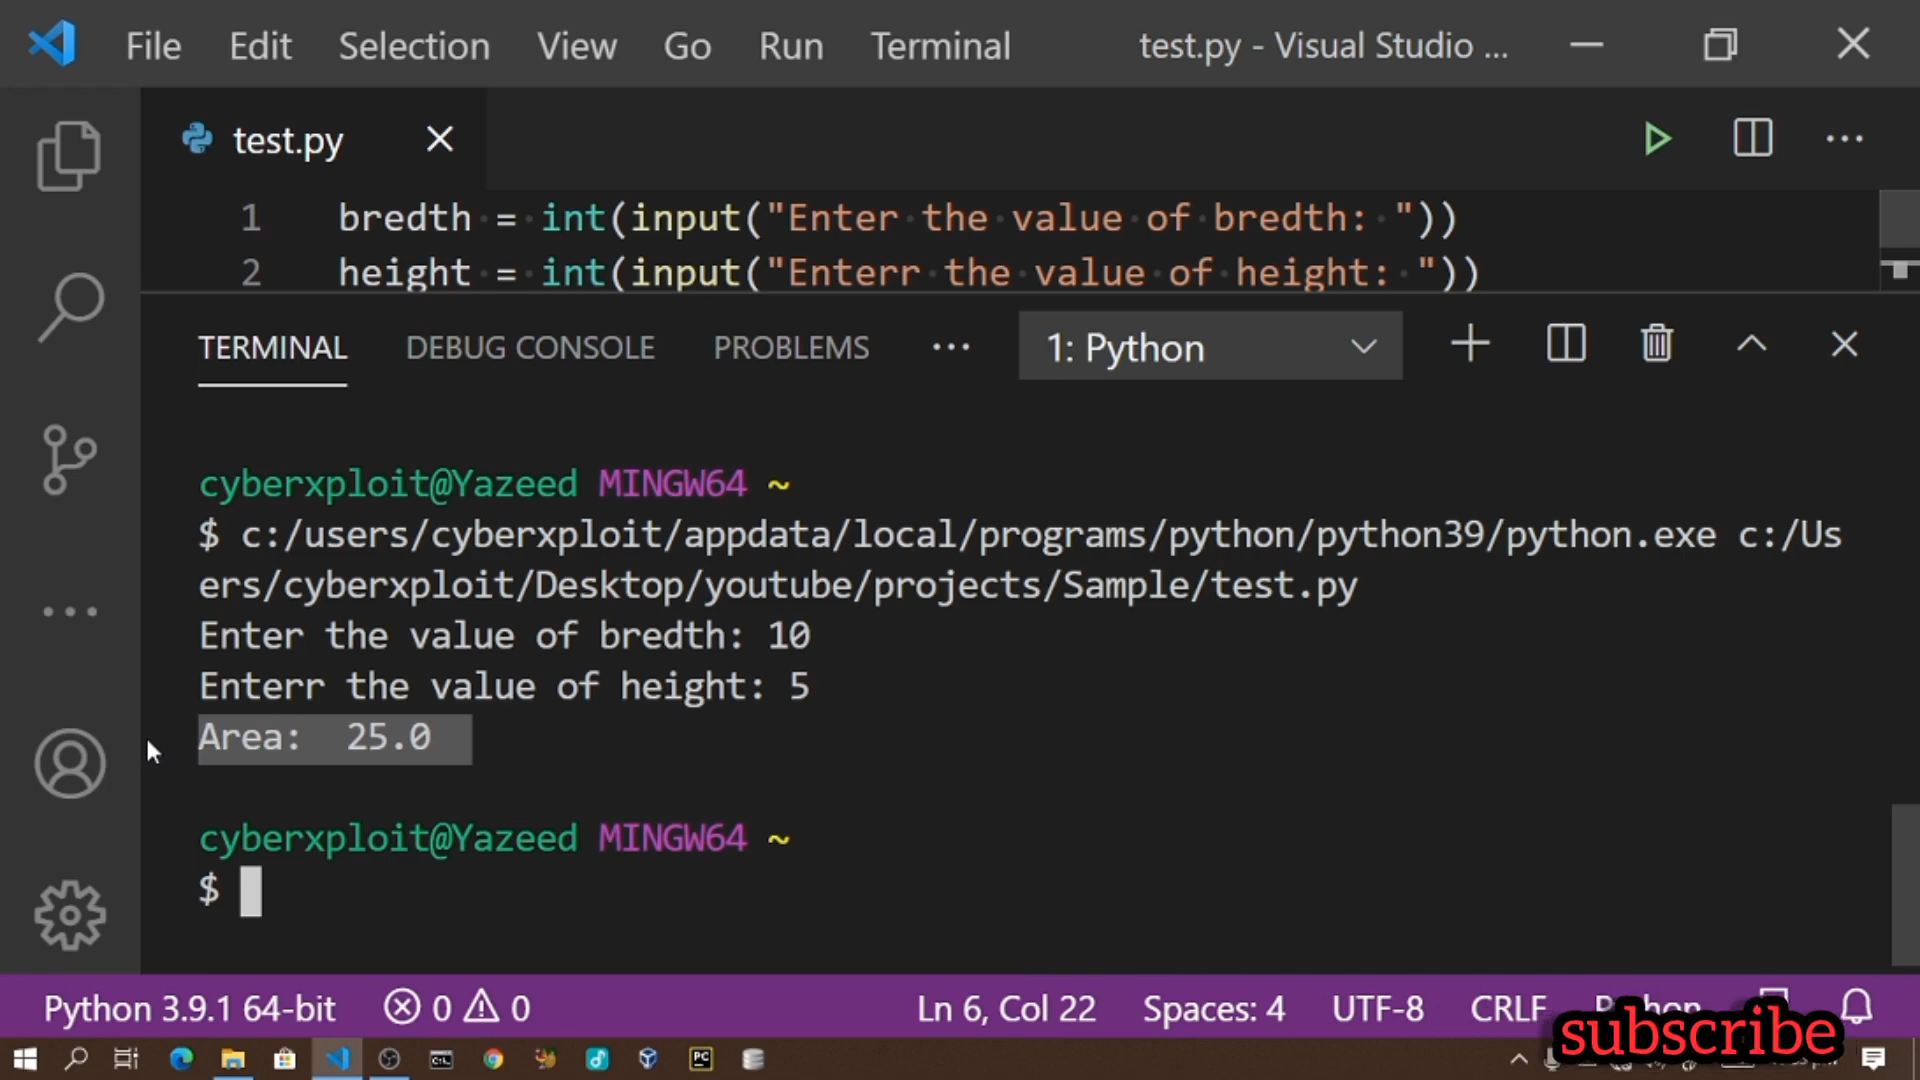 File Edit Selection View Go Run Terminal test.py - Visual Studio ...
test.py
1 bredth = int(input("Enter the value of bredth: "))
2 height = int(input("Enterr the value of height: "))
TERMINAL DEBUG CONSOLE PROBLEMS ... 1: Python
cyberxploit@Yazeed MINGW64 ~
$ c:/users/cyberxploit/appdata/local/programs/python/python39/python.exe c:/Us
ers/cyberxploit/Desktop/youtube/projects/Sample/test.py
Enter the value of bredth: 10
Enterr the value of height: 5
Area:  25.0
cyberxploit@Yazeed MINGW64 ~
$
Python 3.9.1 64-bit 0 0 Ln 6, Col 22 Spaces: 4 UTF-8 CRLF Python
subscribe